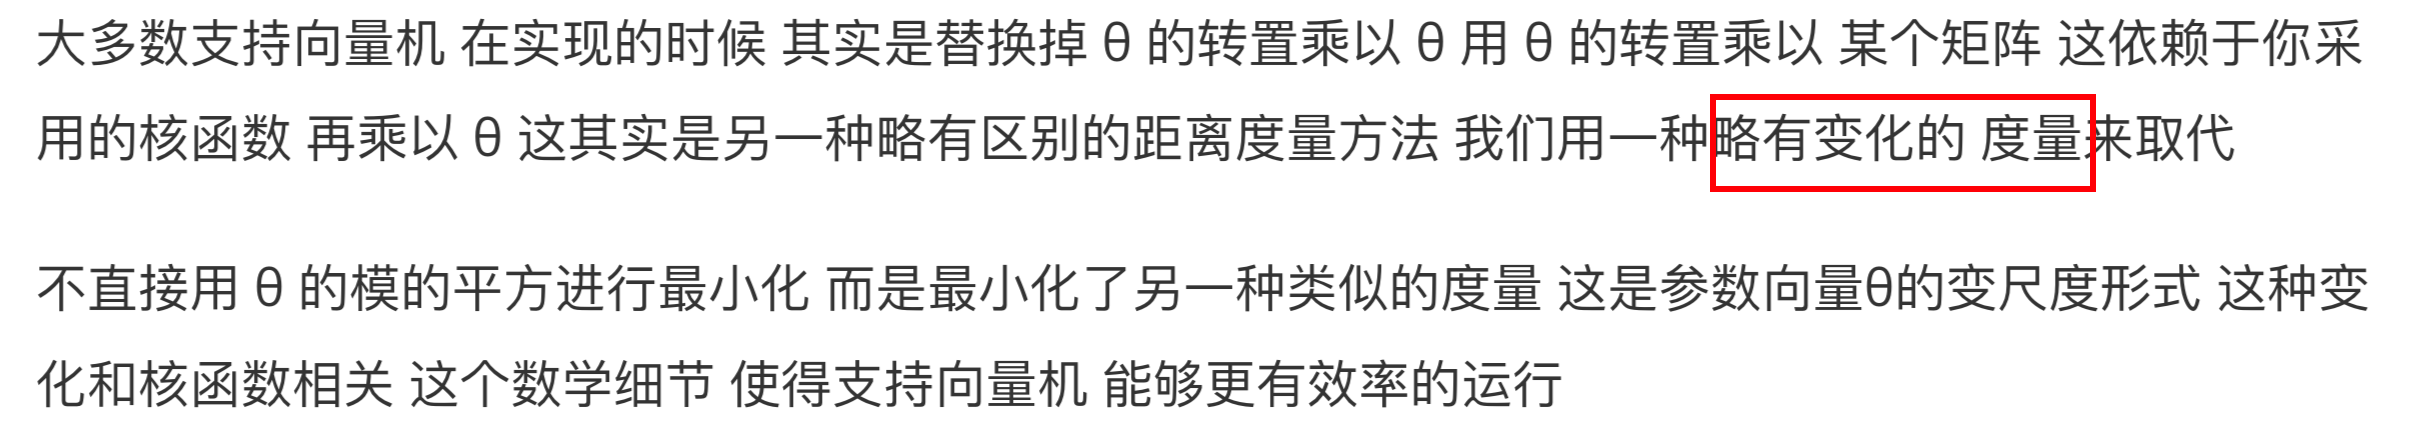 大多数支持向量机 在实现的时候 其实是替换掉 θ 的转置乘以 θ 用 θ 的转置乘以 某个矩阵 这依赖于你采
用的核函数 再乘以 θ 这其实是另一种略有区别的距离度量方法 我们用一种略有变化的 度量来取代
不直接用 θ 的模的平方进行最小化 而是最小化了另一种类似的度量 这是参数向量θ的变尺度形式 这种变
化和核函数相关 这个数学细节 使得支持向量机 能够更有效率的运行